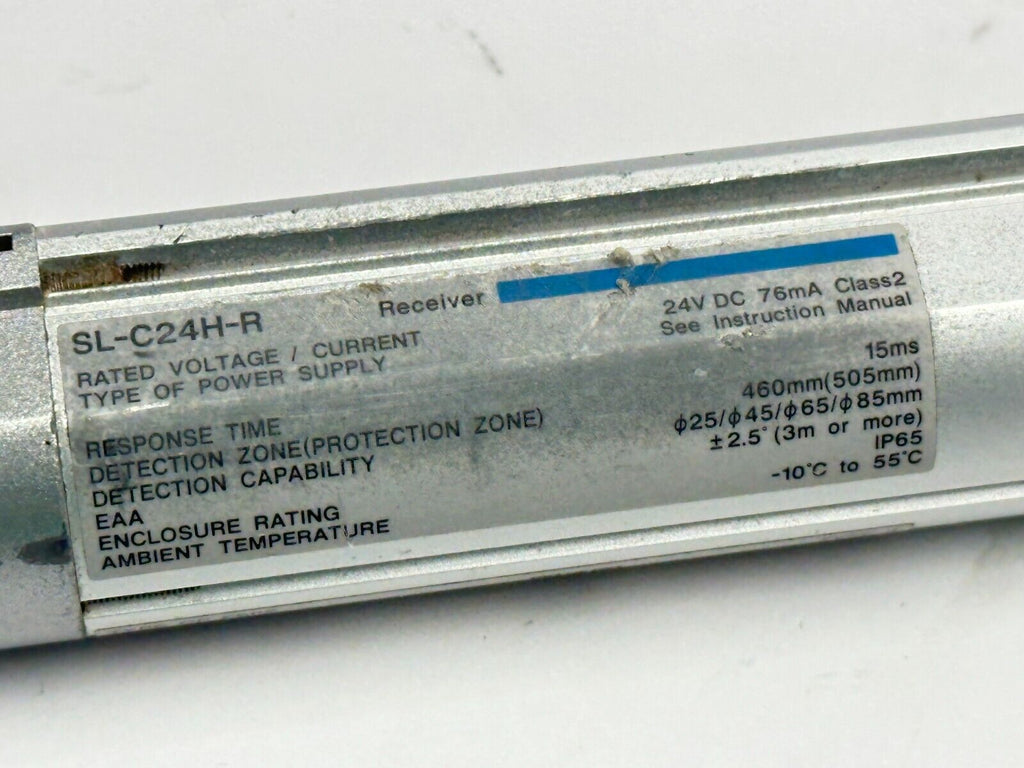 SL-C24H-R Receiver
RATED VOLTAGE / CURRENT 24V DC 76mA Class2
TYPE OF POWER SUPPLY See Instruction Manual
RESPONSE TIME 15ms
DETECTION ZONE(PROTECTION ZONE) 460mm(505mm)
DETECTION CAPABILITY ϕ25/ϕ45/ϕ65/ϕ85mm
EAA ±2.5° (3m or more)
ENCLOSURE RATING IP65
AMBIENT TEMPERATURE -10°C to 55°C